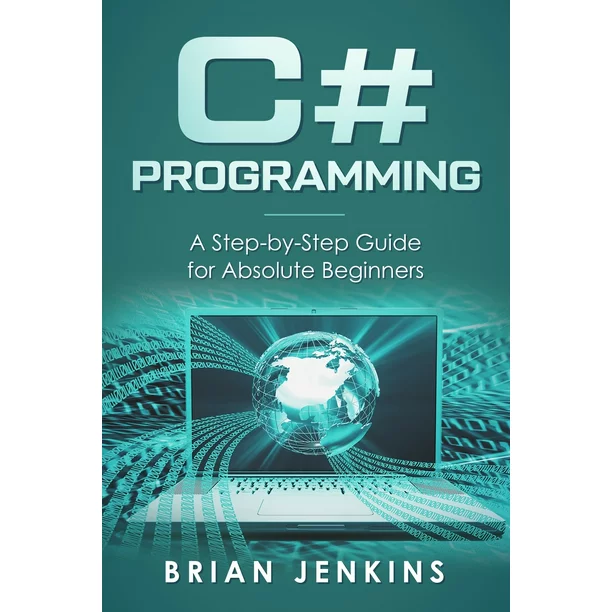 C#
PROGRAMMING
A Step-by-Step Guide
for Absolute Beginners
BRIAN JENKINS